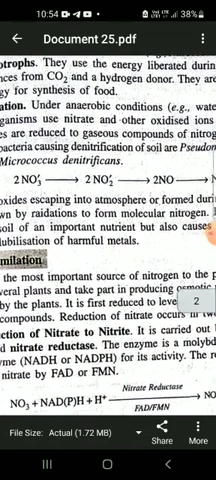 10:54 38%
Document 25.pdf
otrophs. They use the energy liberated during
nces from CO2 and a hydrogen donor. They are
gy for synthesis of food.
ation. Under anaerobic conditions (e.g., wate
rganisms use nitrate and other oxidised ions
es are reduced to gaseous compounds of nitrog
bacteria causing denitrification of soil are Pseudon
Micrococcus denitrificans.
2 NO3 ⟶ 2 NO2 ⟶ 2NO ⟶ N
oxides escaping into atmosphere or formed duri
wn by raidations to form molecular nitrogen.
soil of an important nutrient but also causes
lubilisation of harmful metals.
milation
the most important source of nitrogen to the p
veral plants and take part in producing osmotic
by the plants. It is first reduced to leve 2
compounds. Reduction of nitrate occurs in two
ction of Nitrate to Nitrite. It is carried out
d nitrate reductase. The enzyme is a molybd
yme (NADH or NADPH) for its activity. The r
nitrate by FAD or FMN.
Nitrate Reductase
NO3 + NAD(P)H + H+ ⟶ NO
FAD/FMN
File Size: Actual (1.72 MB)
Share
More